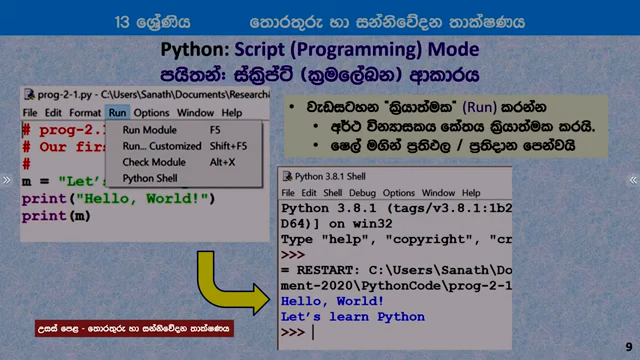 13 ශ්‍රේණිය තොරතුරු හා සන්නිවේදන තාක්ෂණය
Python: Script (Programming) Mode
පයිතන්: ස්ක්‍රිප්ට් (ක්‍රමලේඛන) ආකාරය
prog-2-1.py - C:\Users\Sanath\Documents\Research
File Edit Format Run Options Window Help
# prog-2.1
# Our firs
#
m = "Let's
print("Hello, World!")
print(m)
Run Module F5
Run... Customized Shift+F5
Check Module Alt+X
Python Shell
• වැඩසටහන "ක්‍රියාත්මක" (Run) කරන්න
• අර්ථ වින්‍යාසකය කේතය ක්‍රියාත්මක කරයි.
• ෂෙල් මගින් ප්‍රතිඵල / ප්‍රතිදාන පෙන්වයි
Python 3.8.1 Shell
File Edit Shell Debug Options Window Help
Python 3.8.1 (tags/v3.8.1:1b2
D64)] on win32
Type "help", "copyright", "cr
>>>
= RESTART: C:\Users\Sanath\Do
ment-2020\PythonCode\prog-2-1
Hello, World!
Let's learn Python
>>>
උසස් පෙළ - තොරතුරු හා සන්නිවේදන තාක්ෂණය
9